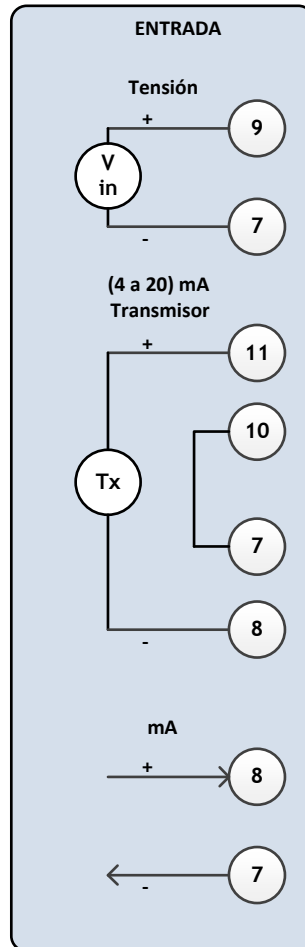 ENTRADA
Tensión
+
9
V
in
7
-
(4 a 20) mA
Transmisor
+
11
10
Tx
7
8
-
mA
+
8
7
-